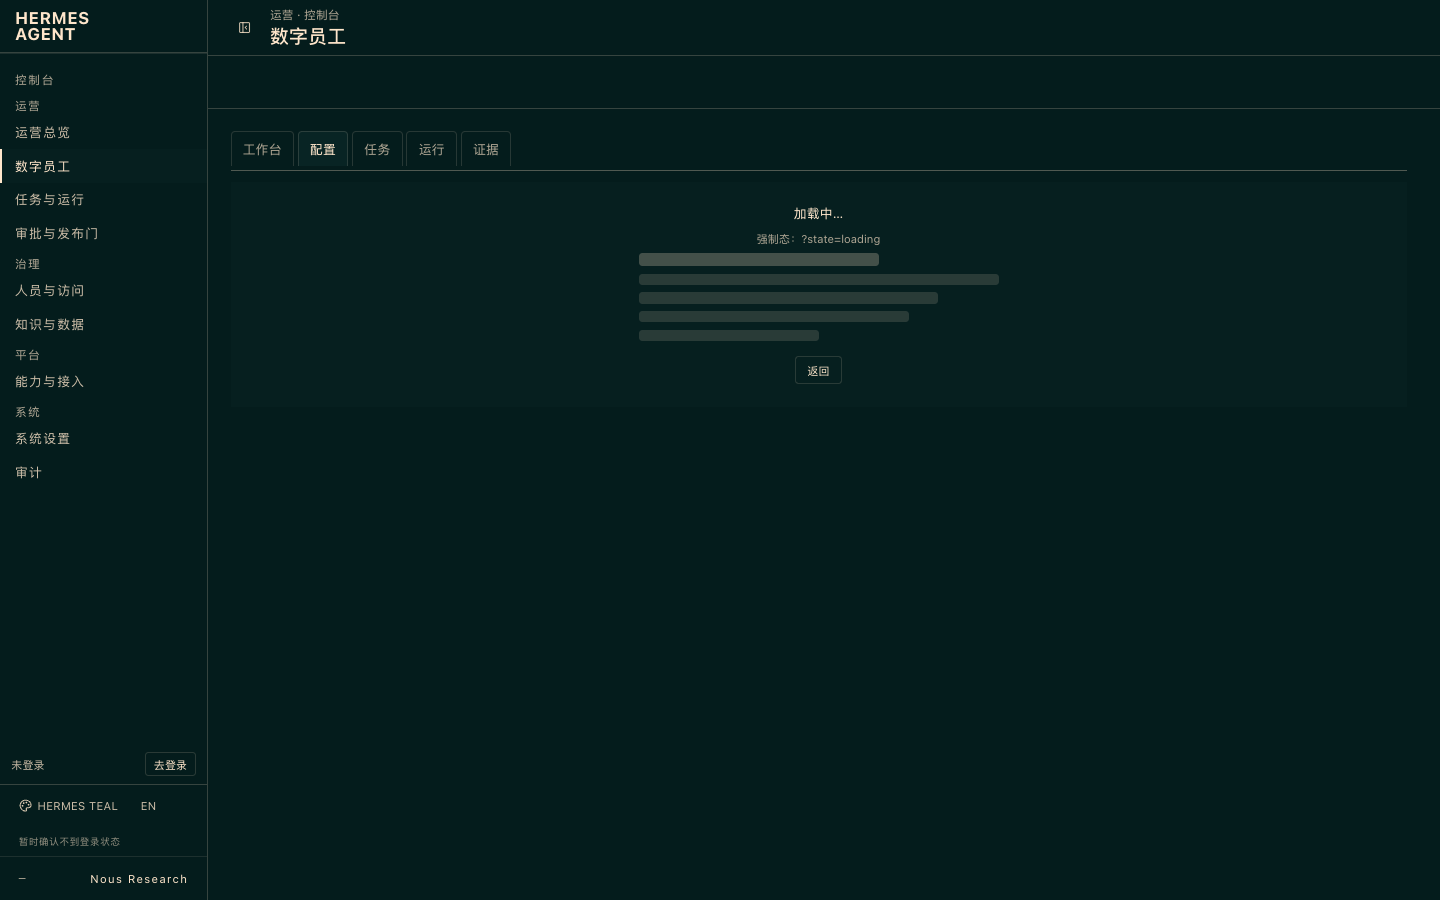 HERMES
AGENT
控制台
运营
运营总览
数字员工
任务与运行
审批与发布门
治理
人员与访问
知识与数据
平台
能力与接入
系统
系统设置
审计
未登录
去登录
HERMES TEAL
EN
暂时确认不到登录状态
—
Nous Research
运营 · 控制台
数字员工
工作台
配置
任务
运行
证据
加载中...
强制态：?state=loading
返回